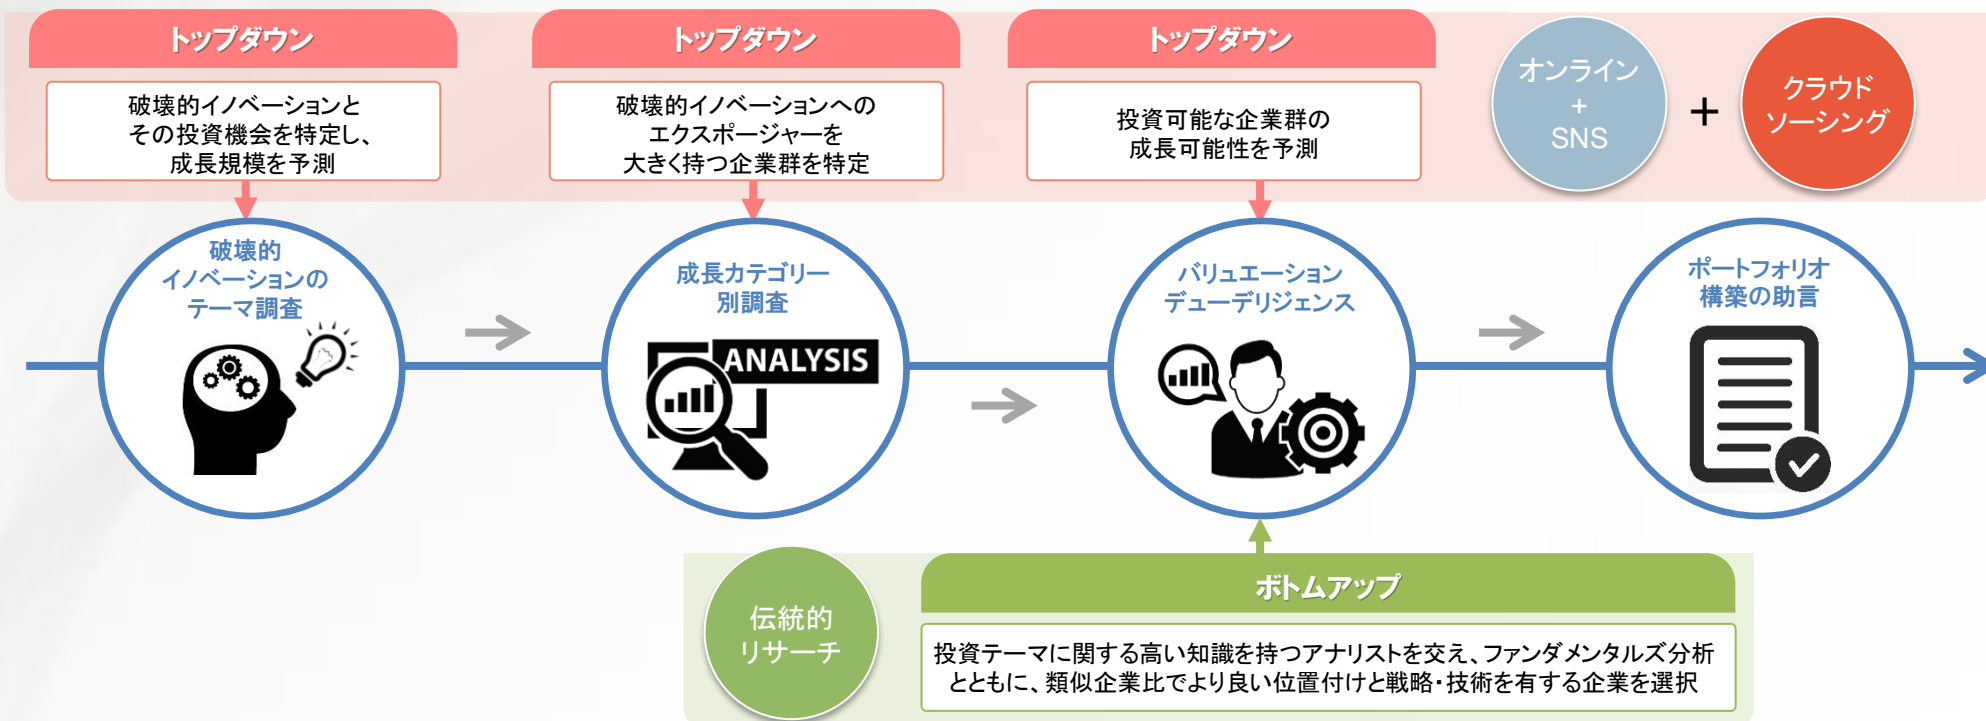 トップダウン
破壊的イノベーションと
その投資機会を特定し、
成長規模を予測
トップダウン
破壊的イノベーションへの
エクスポージャーを
大きく持つ企業群を特定
トップダウン
投資可能な企業群の
成長可能性を予測
オンライン
+
SNS
+
クラウド
ソーシング
破壊的
イノベーションの
テーマ調査
成長カテゴリー
別調査
ANALYSIS
バリュエーション
デューデリジェンス
ポートフォリオ
構築の助言
伝統的
リサーチ
ボトムアップ
投資テーマに関する高い知識を持つアナリストを交え、ファンダメンタルズ分析
とともに、類似企業比でより良い位置付けと戦略・技術を有する企業を選択